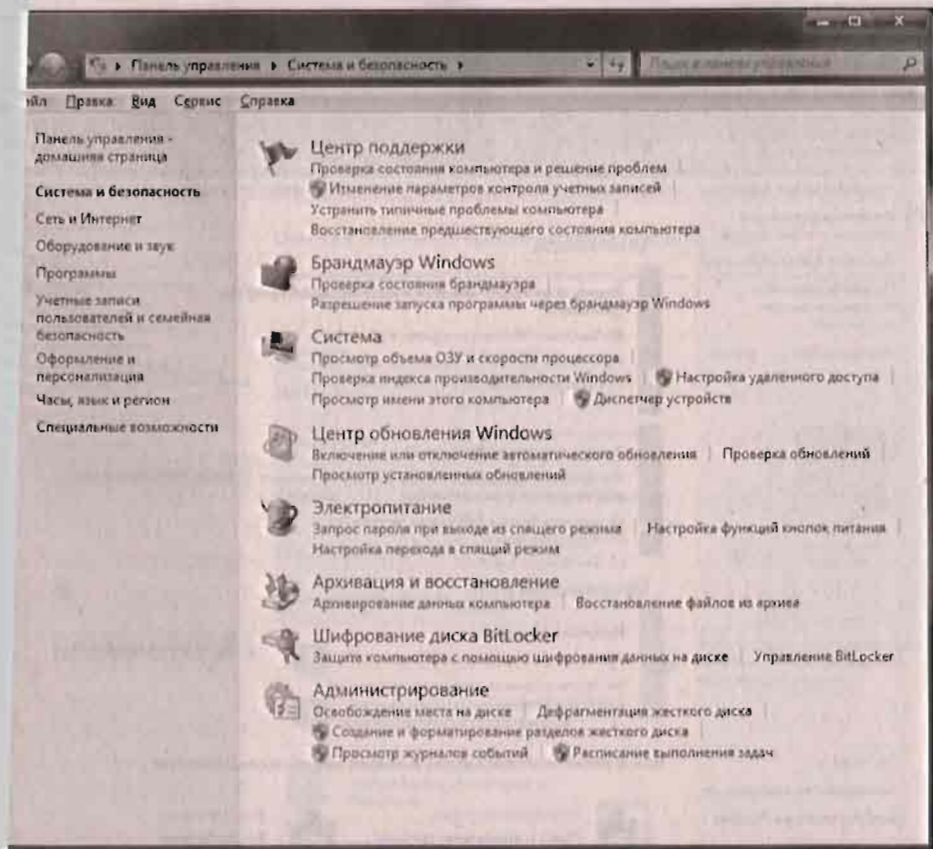 Панель управления ▸ Система и безопасность ▸
Поиск в панели управления
Правка Вид Сервис Справка
Панель управления -
домашняя страница
Система и безопасность
Сеть и Интернет
Оборудование и звук
Программы
Учетные записи
пользователей и семейная
безопасность
Оформление и
персонализация
Часы, язык и регион
Специальные возможности
Центр поддержки
Проверка состояния компьютера и решение проблем
Изменение параметров контроля учетных записей
Устранить типичные проблемы компьютера
Восстановление предшествующего состояния компьютера
Брандмауэр Windows
Проверка состояния брандмауэра
Разрешение запуска программы через брандмауэр Windows
Система
Просмотр объема ОЗУ и скорости процессора
Проверка индекса производительности Windows | Настройка удаленного доступа
Просмотр имени этого компьютера | Диспетчер устройств
Центр обновления Windows
Включение или отключение автоматического обновления | Проверка обновлений
Просмотр установленных обновлений
Электропитание
Запрос пароля при выходе из спящего режима | Настройка функций кнопок питания
Настройка перехода в спящий режим
Архивация и восстановление
Архивирование данных компьютера | Восстановление файлов из архива
Шифрование диска BitLocker
Защита компьютера с помощью шифрования данных на диске | Управление BitLocker
Администрирование
Освобождение места на диске | Дефрагментация жесткого диска
Создание и форматирование разделов жесткого диска
Просмотр журналов событий | Расписание выполнения задач